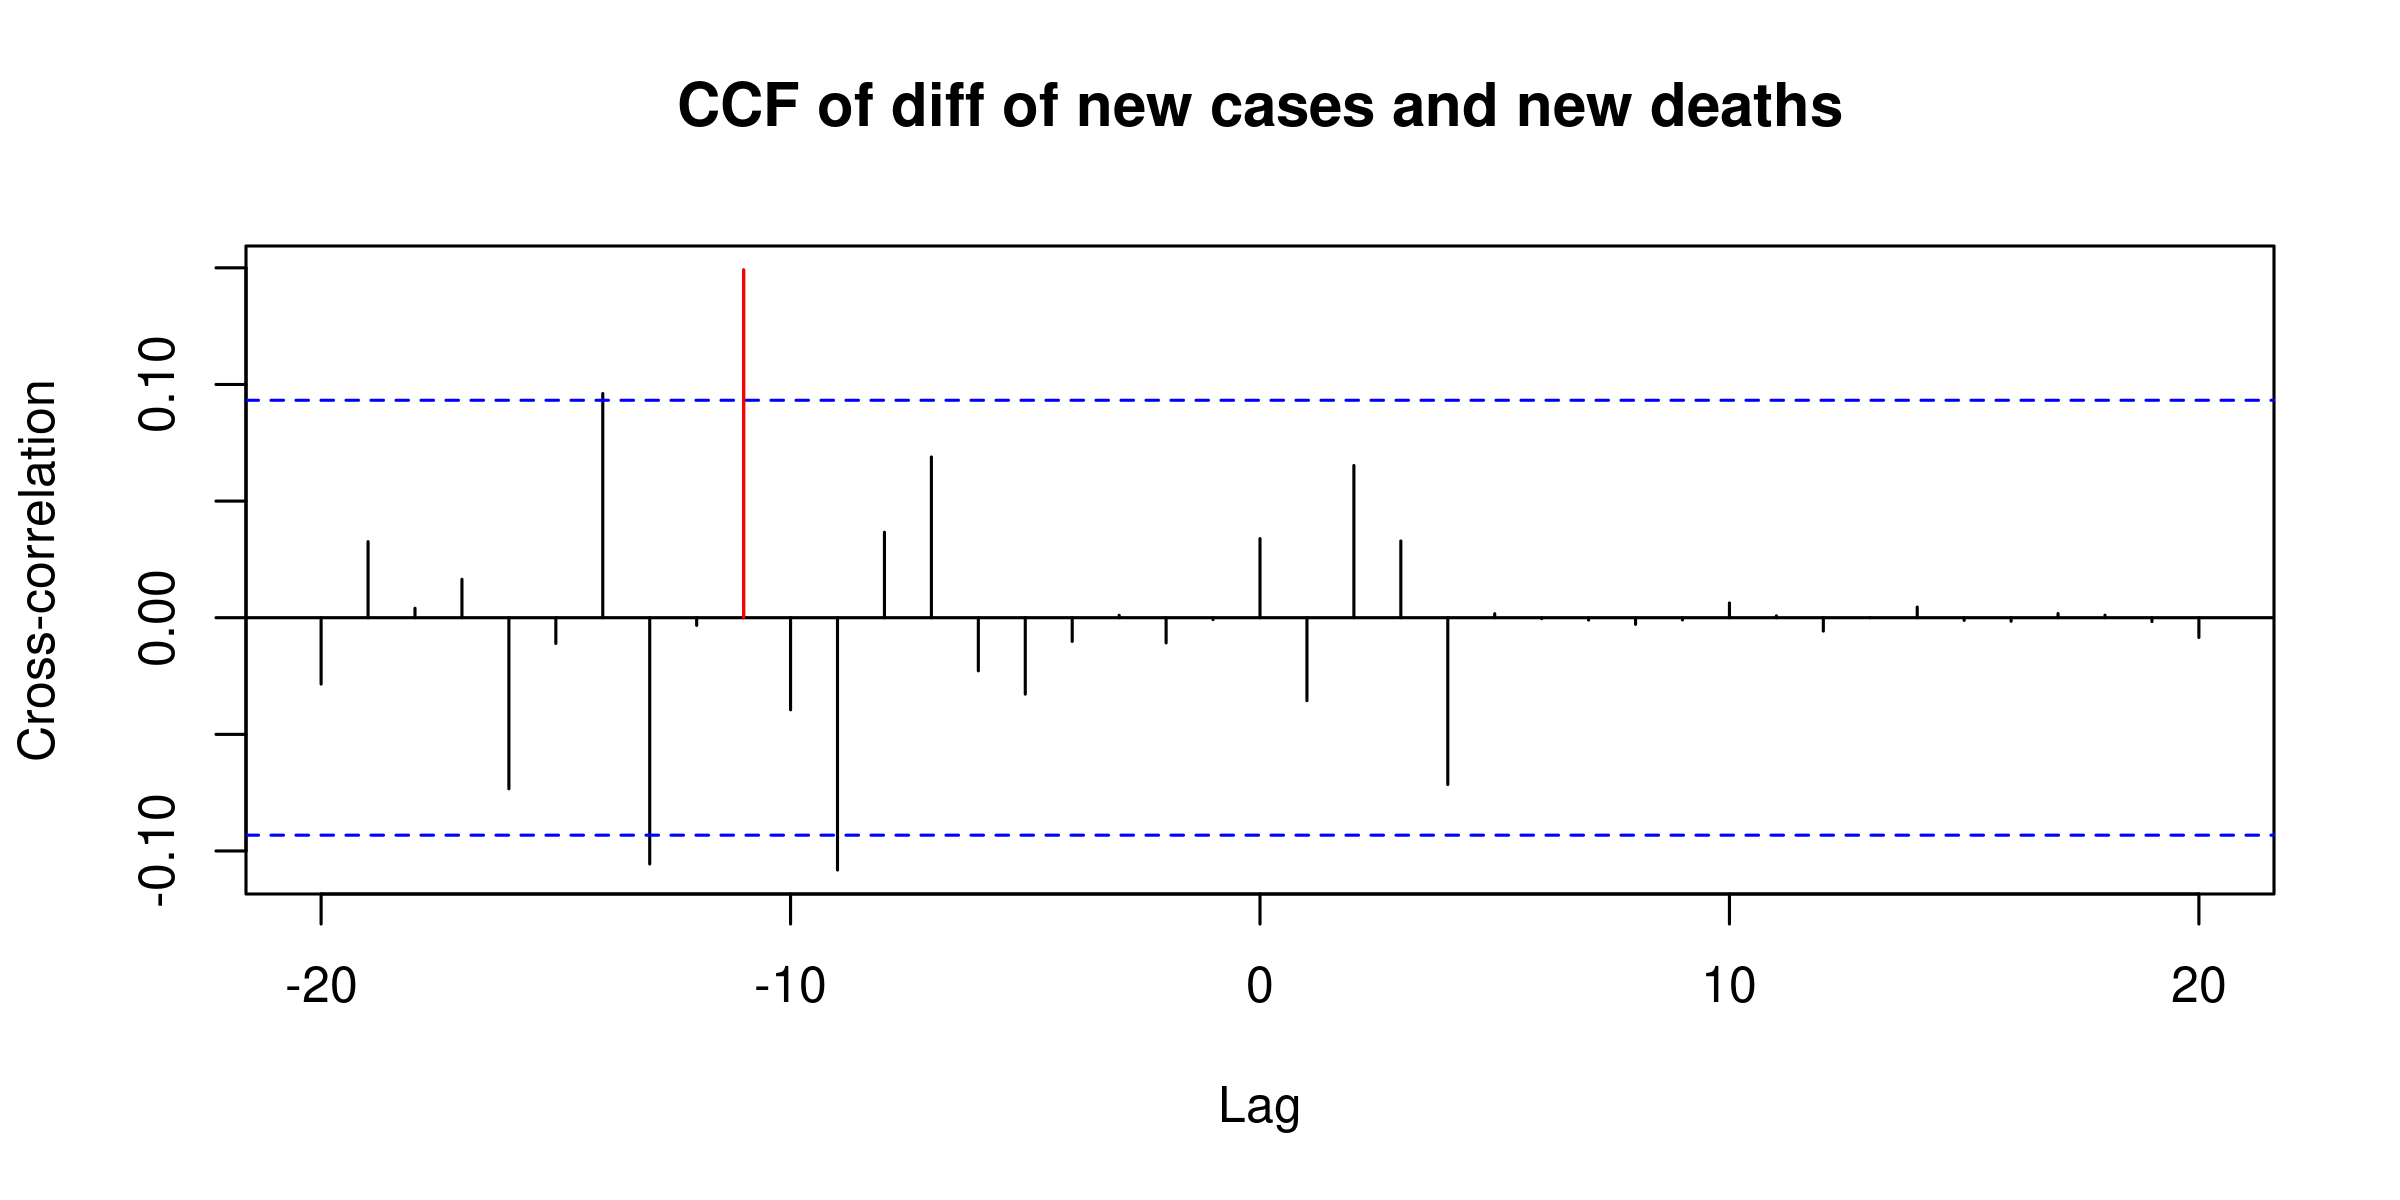 CCF of diff of new cases and new deaths
Cross-correlation
0.10
0.00
-0.10
-20 -10 0 10 20
Lag